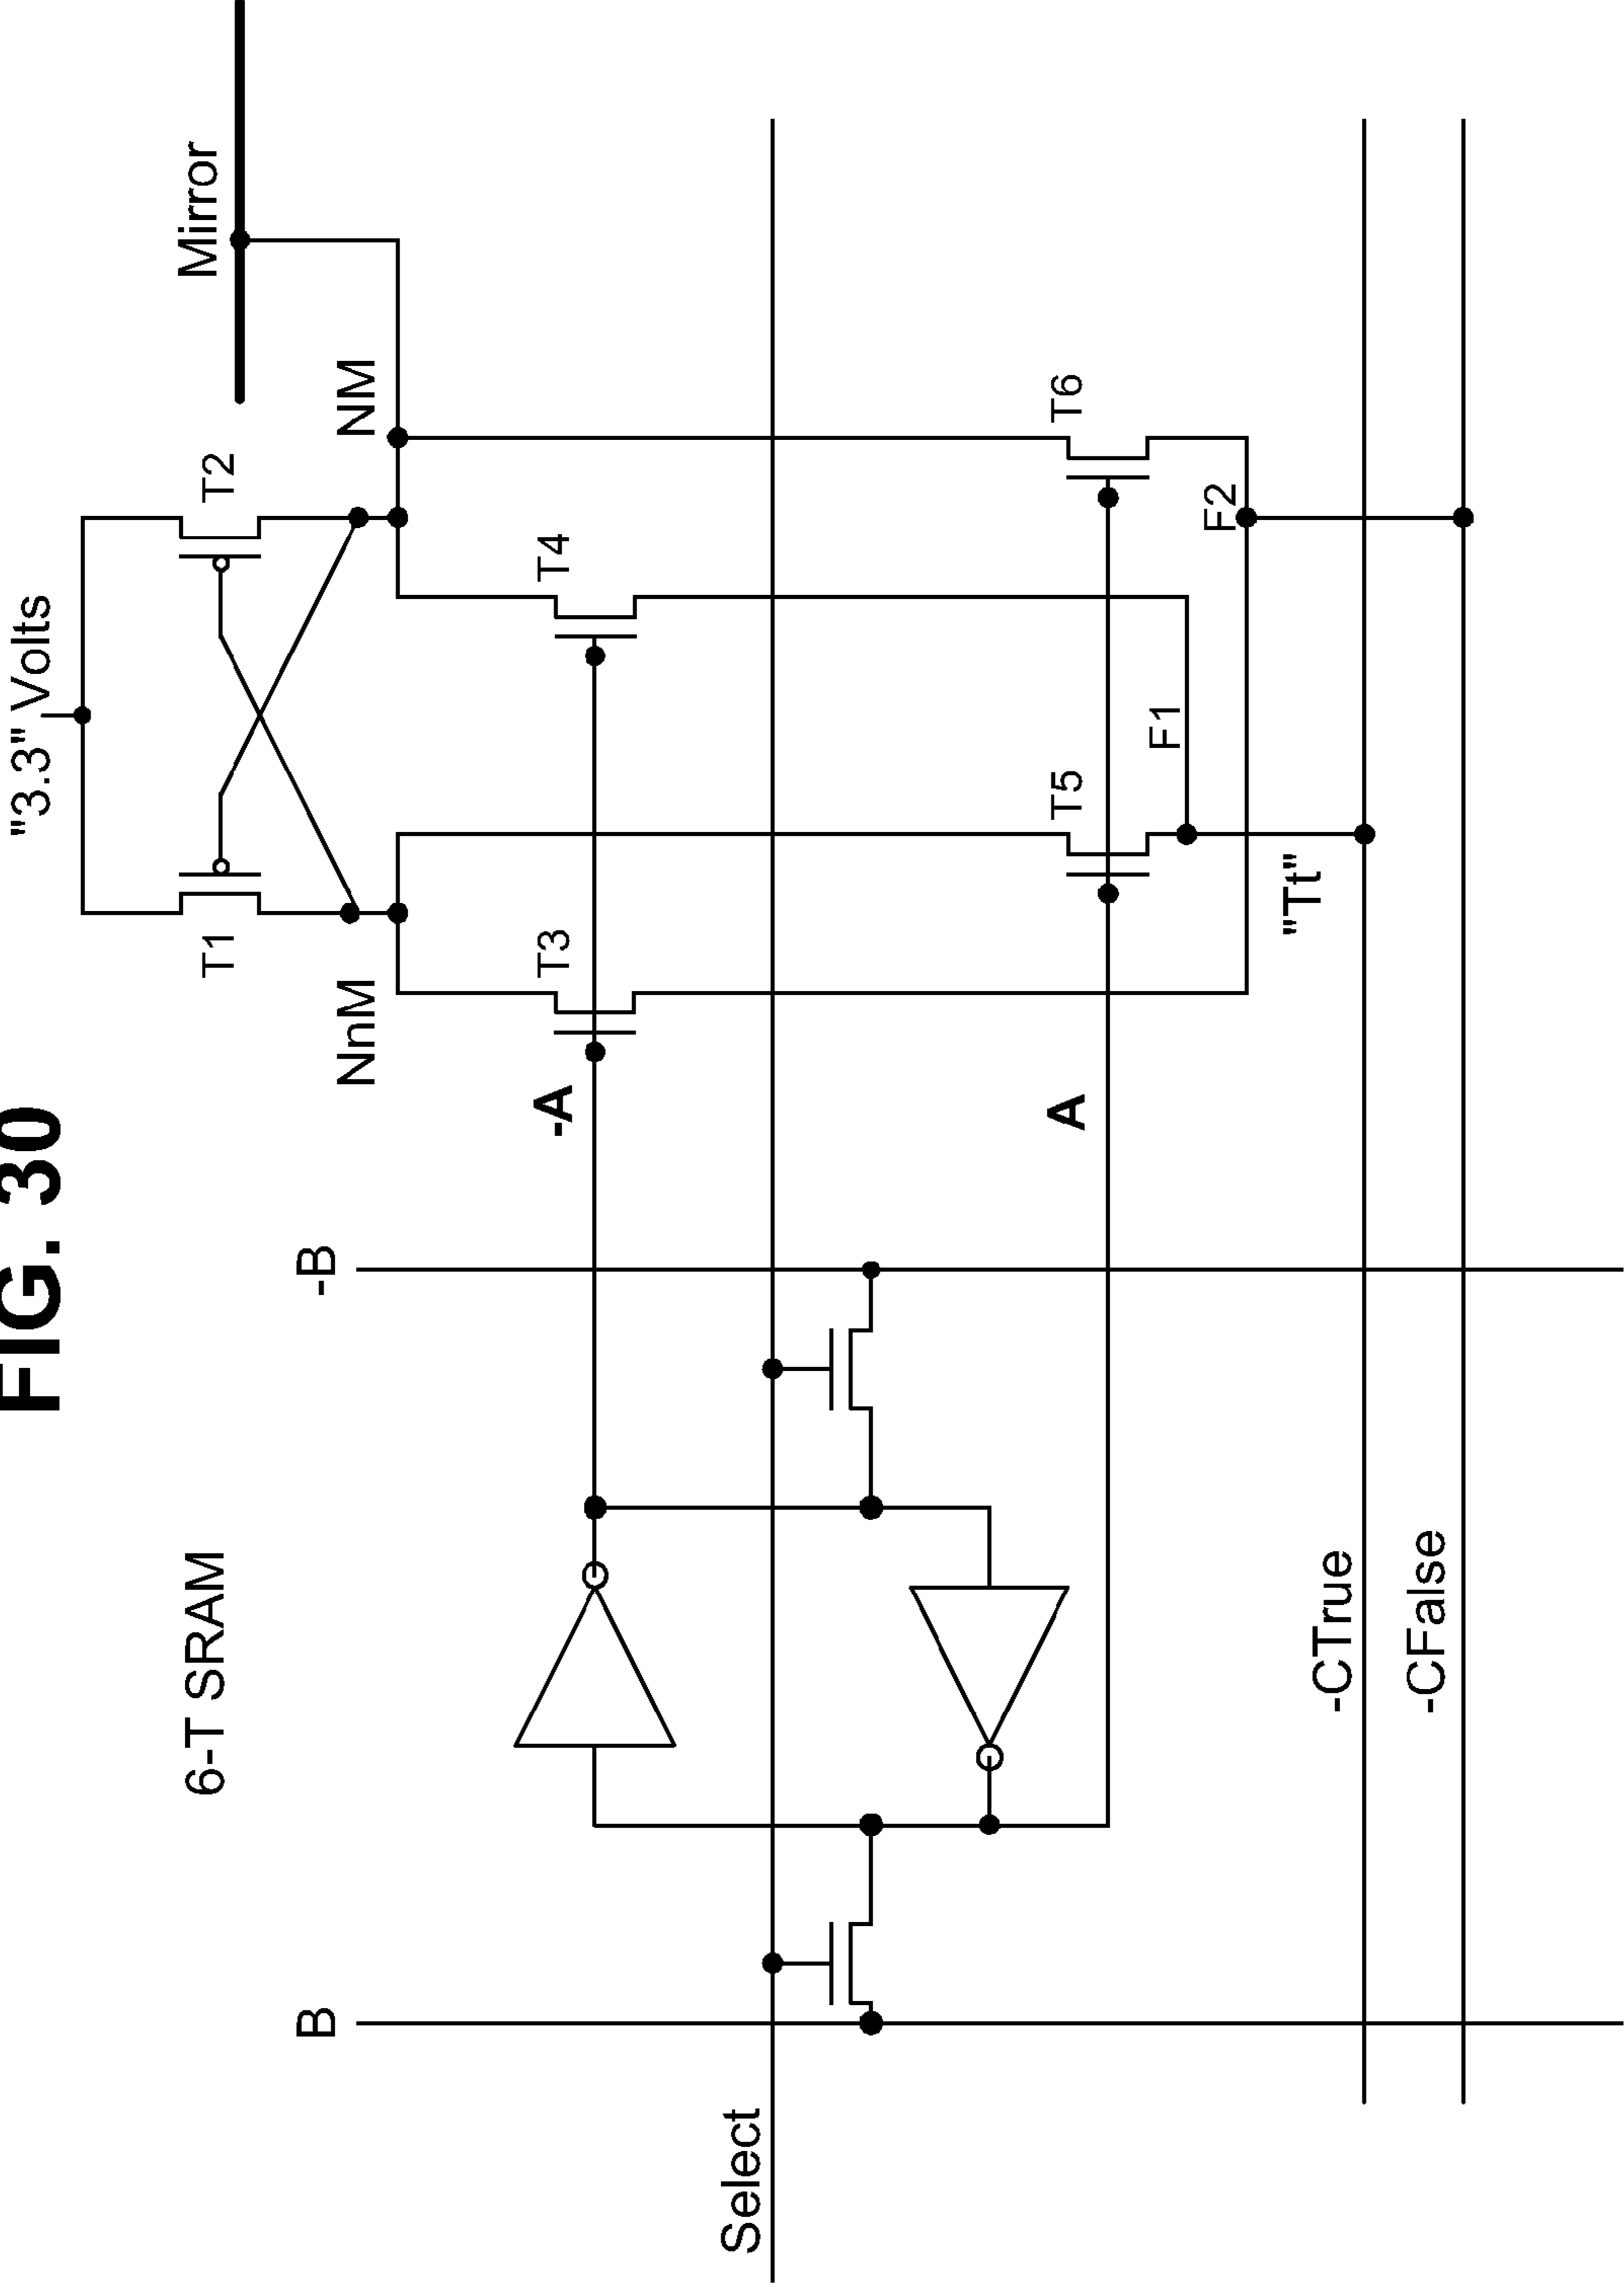 FIG. 30
"3.3" Volts
Mirror
T1
T2
6-T SRAM
B
-B
NnM
NM
-A
T3
T4
Select
A
T5
T6
F1
F2
"Tt"
-CTrue
-CFalse